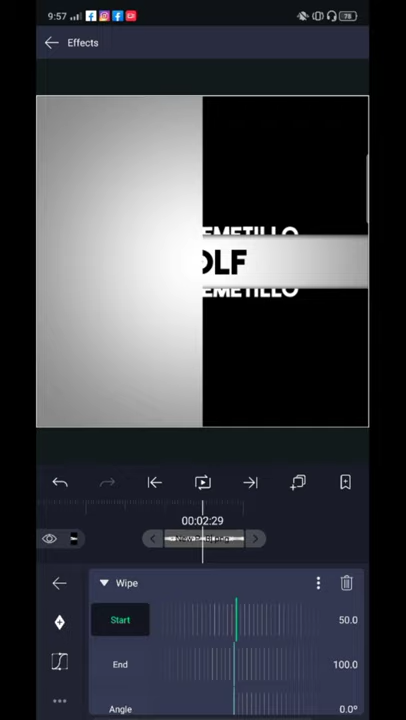 9:57
78
Effects
EMETILLO
OLF
EMETILLO
00:02:29
Wipe
Start
50.0
End
100.0
Angle
0.0°